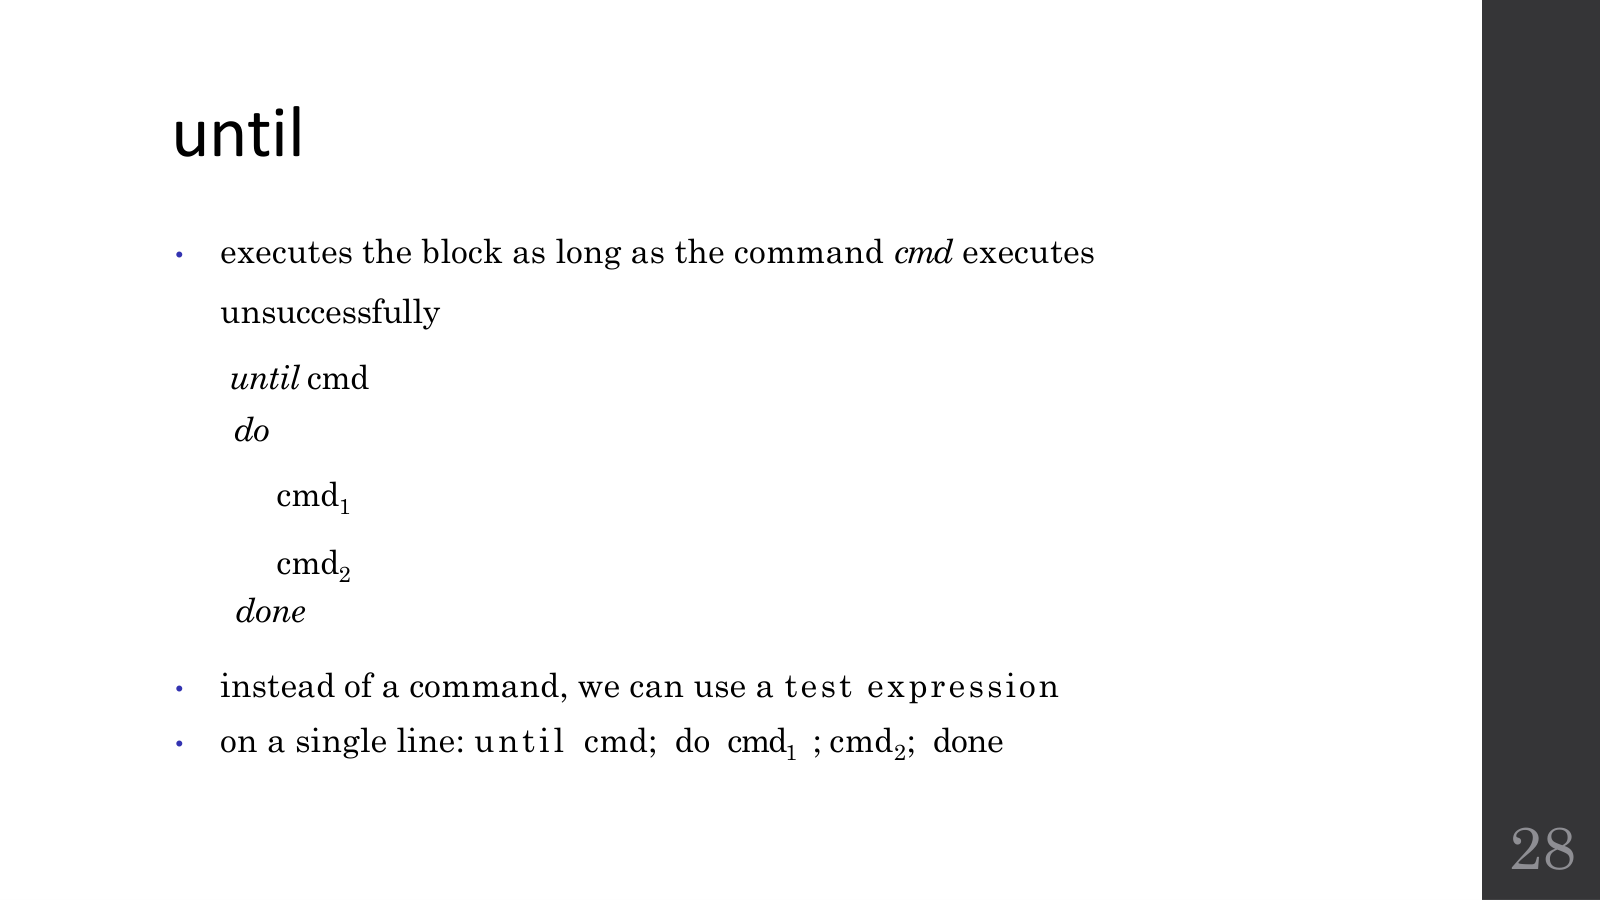 until
• executes the block as long as the command cmd executes
unsuccessfully
until cmd
do
cmd₁
cmd₂
done
• instead of a command, we can use a test expression
• on a single line: until cmd; do cmd₁ ; cmd₂; done
28